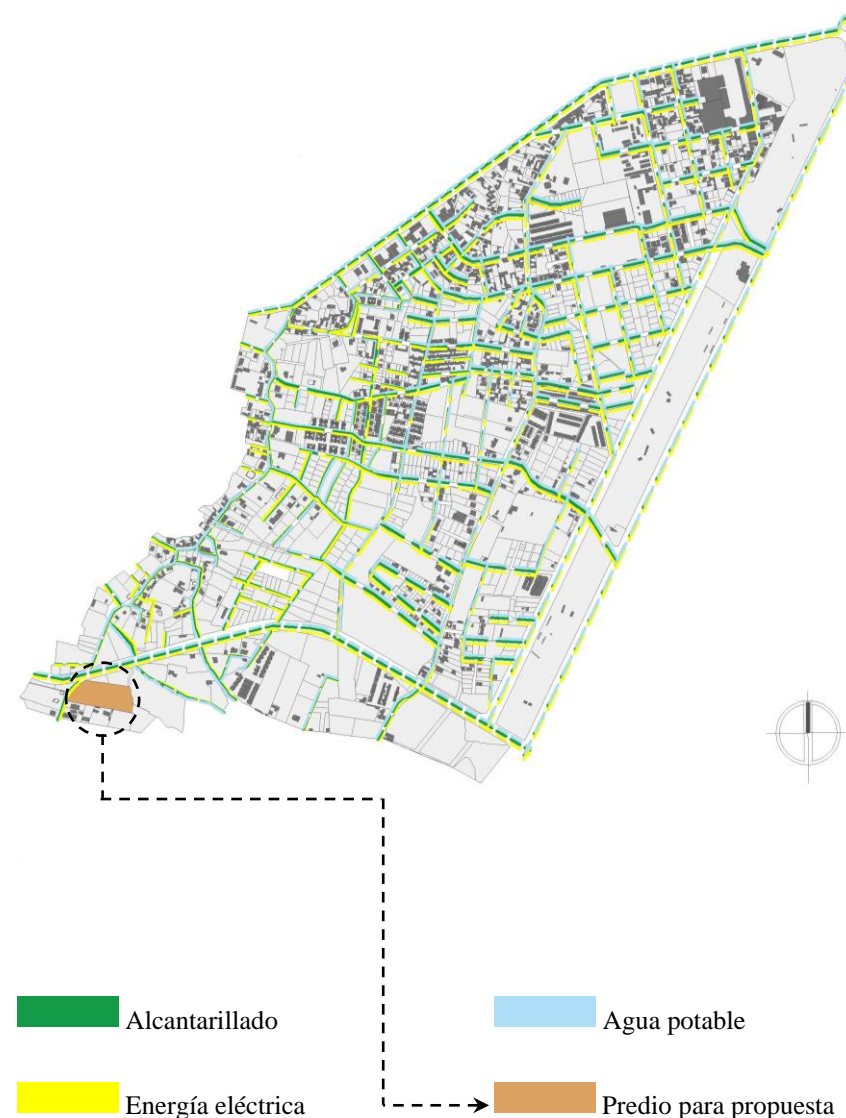 Alcantarillado
Agua potable
Energía eléctrica
Predio para propuesta